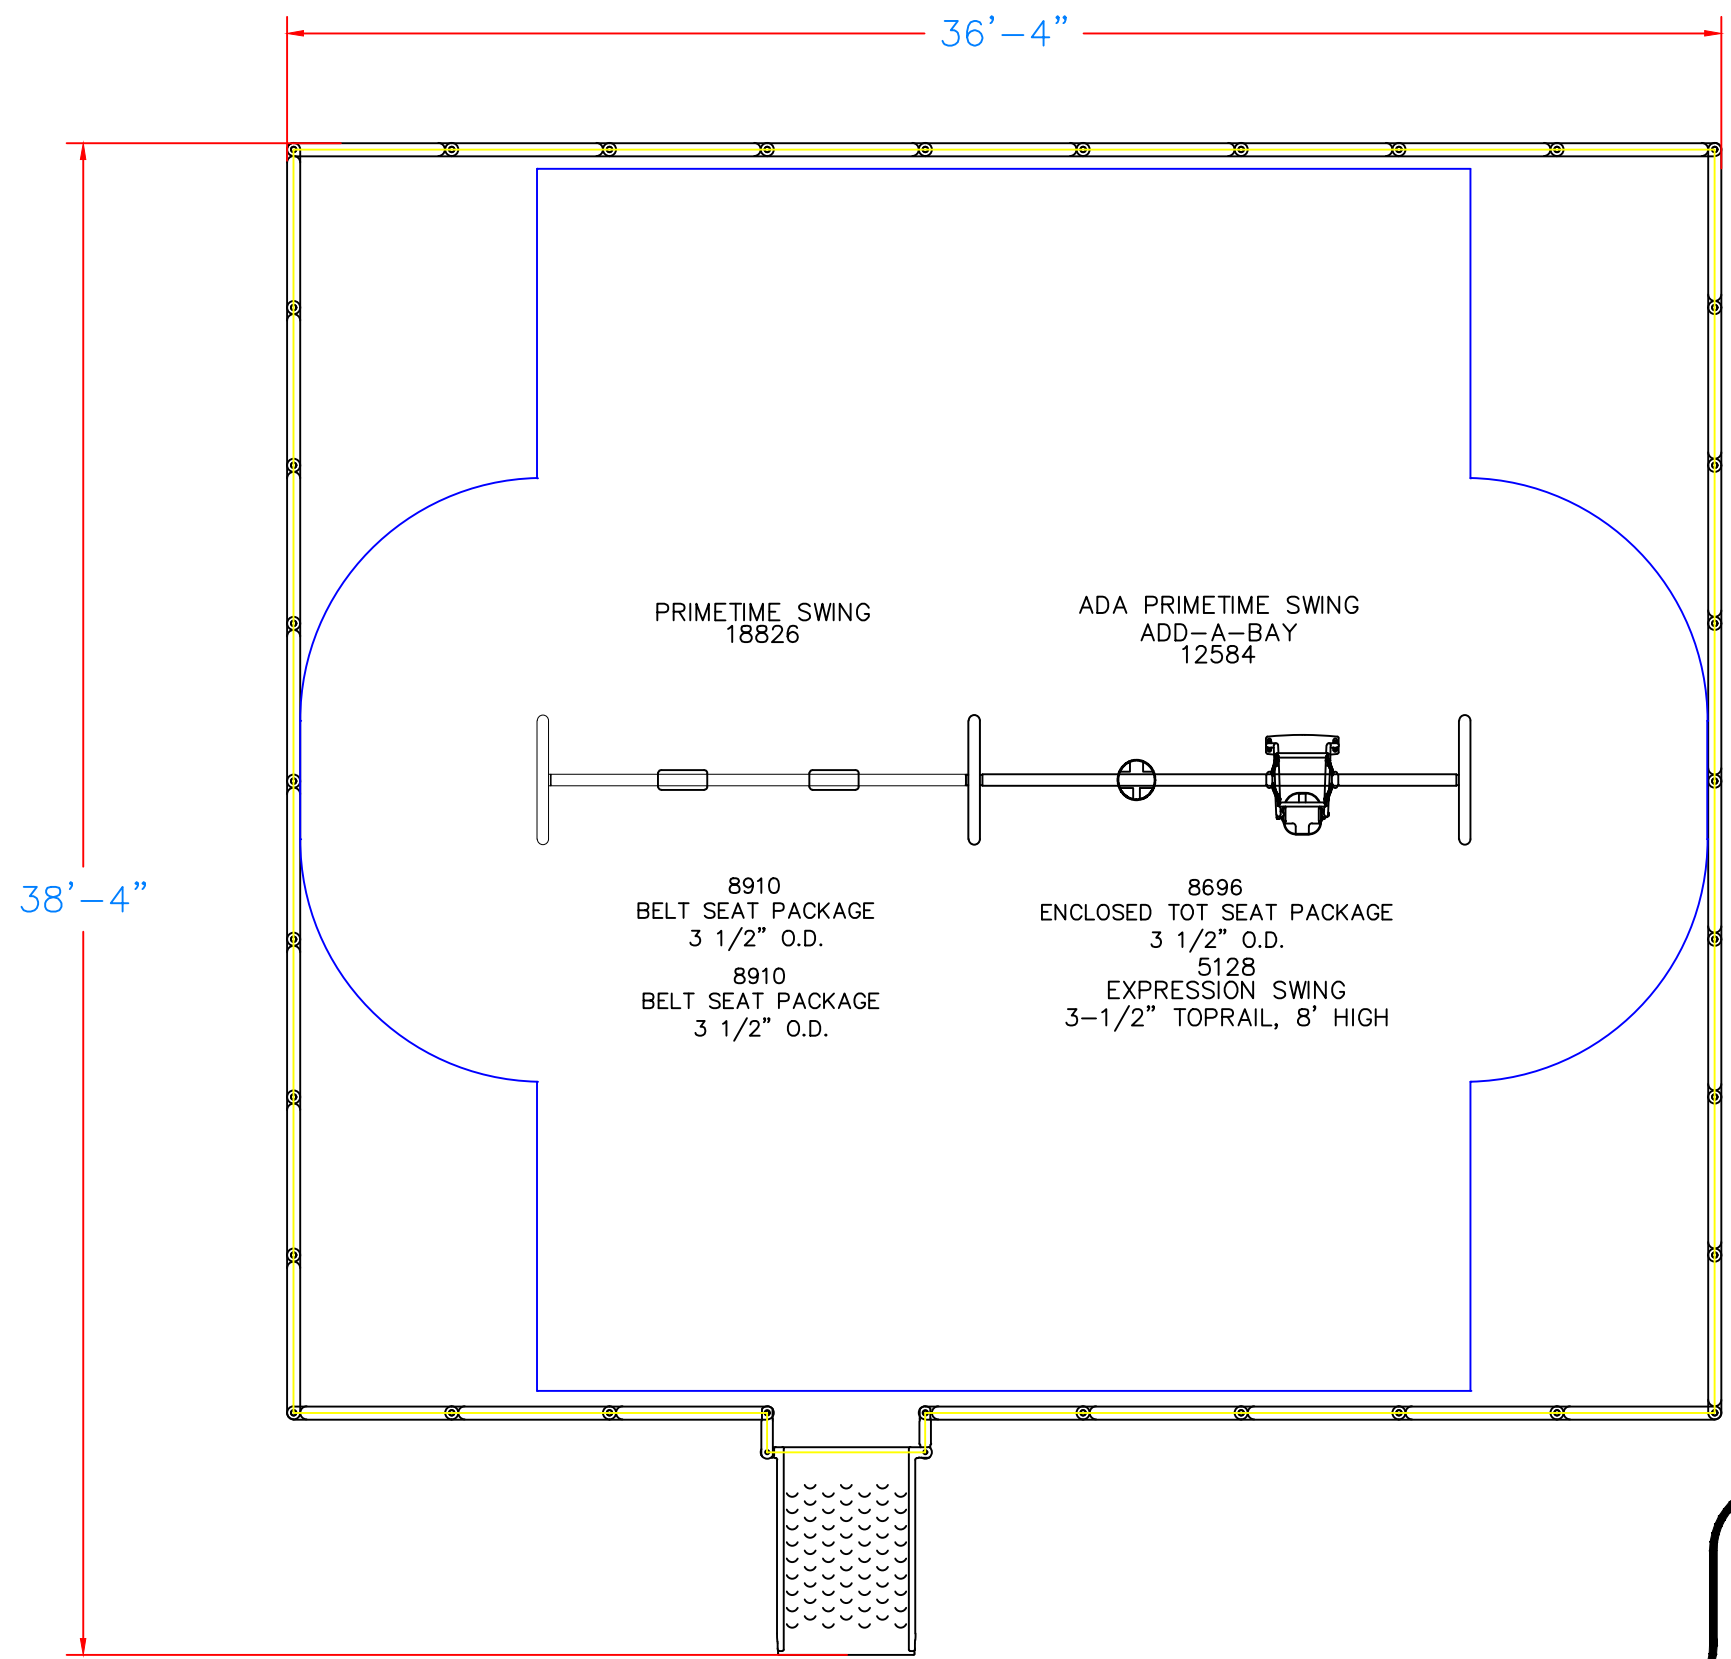 36’-4”
PRIMETIME SWING
18826
ADA PRIMETIME SWING
ADD-A-BAY
12584
38’-4”
8910
BELT SEAT PACKAGE
3 1/2” O.D.
8910
BELT SEAT PACKAGE
3 1/2” O.D.
8696
ENCLOSED TOT SEAT PACKAGE
3 1/2” O.D.
5128
EXPRESSION SWING
3-1/2” TOPRAIL, 8’ HIGH